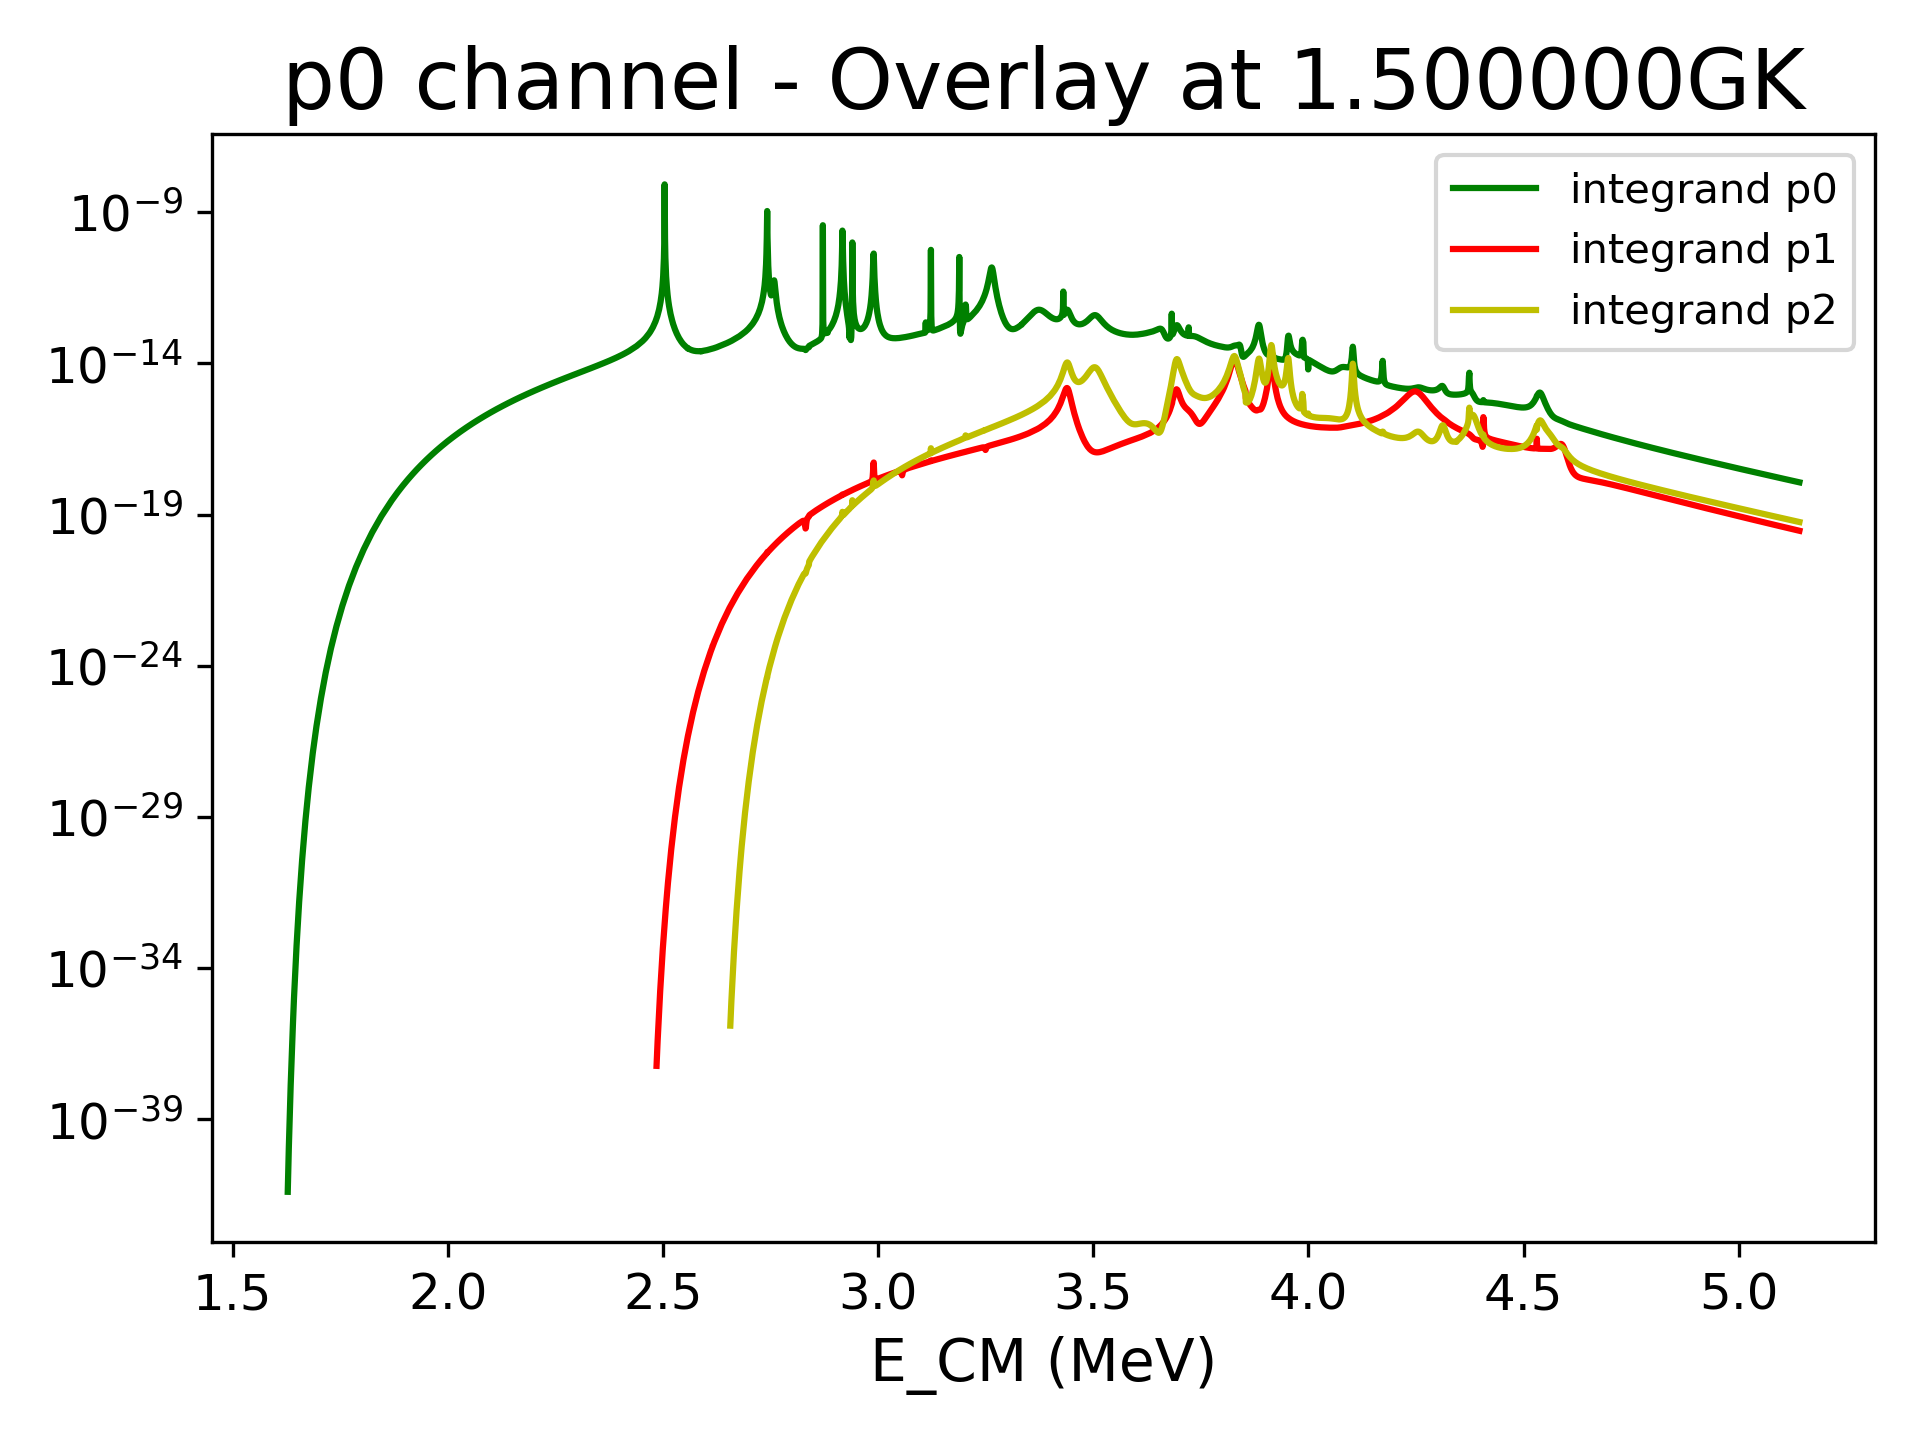 p0 channel - Overlay at 1.500000GK
integrand p0
integrand p1
integrand p2
10⁻⁹
10⁻¹⁴
10⁻¹⁹
10⁻²⁴
10⁻²⁹
10⁻³⁴
10⁻³⁹
1.5 2.0 2.5 3.0 3.5 4.0 4.5 5.0
E_CM (MeV)